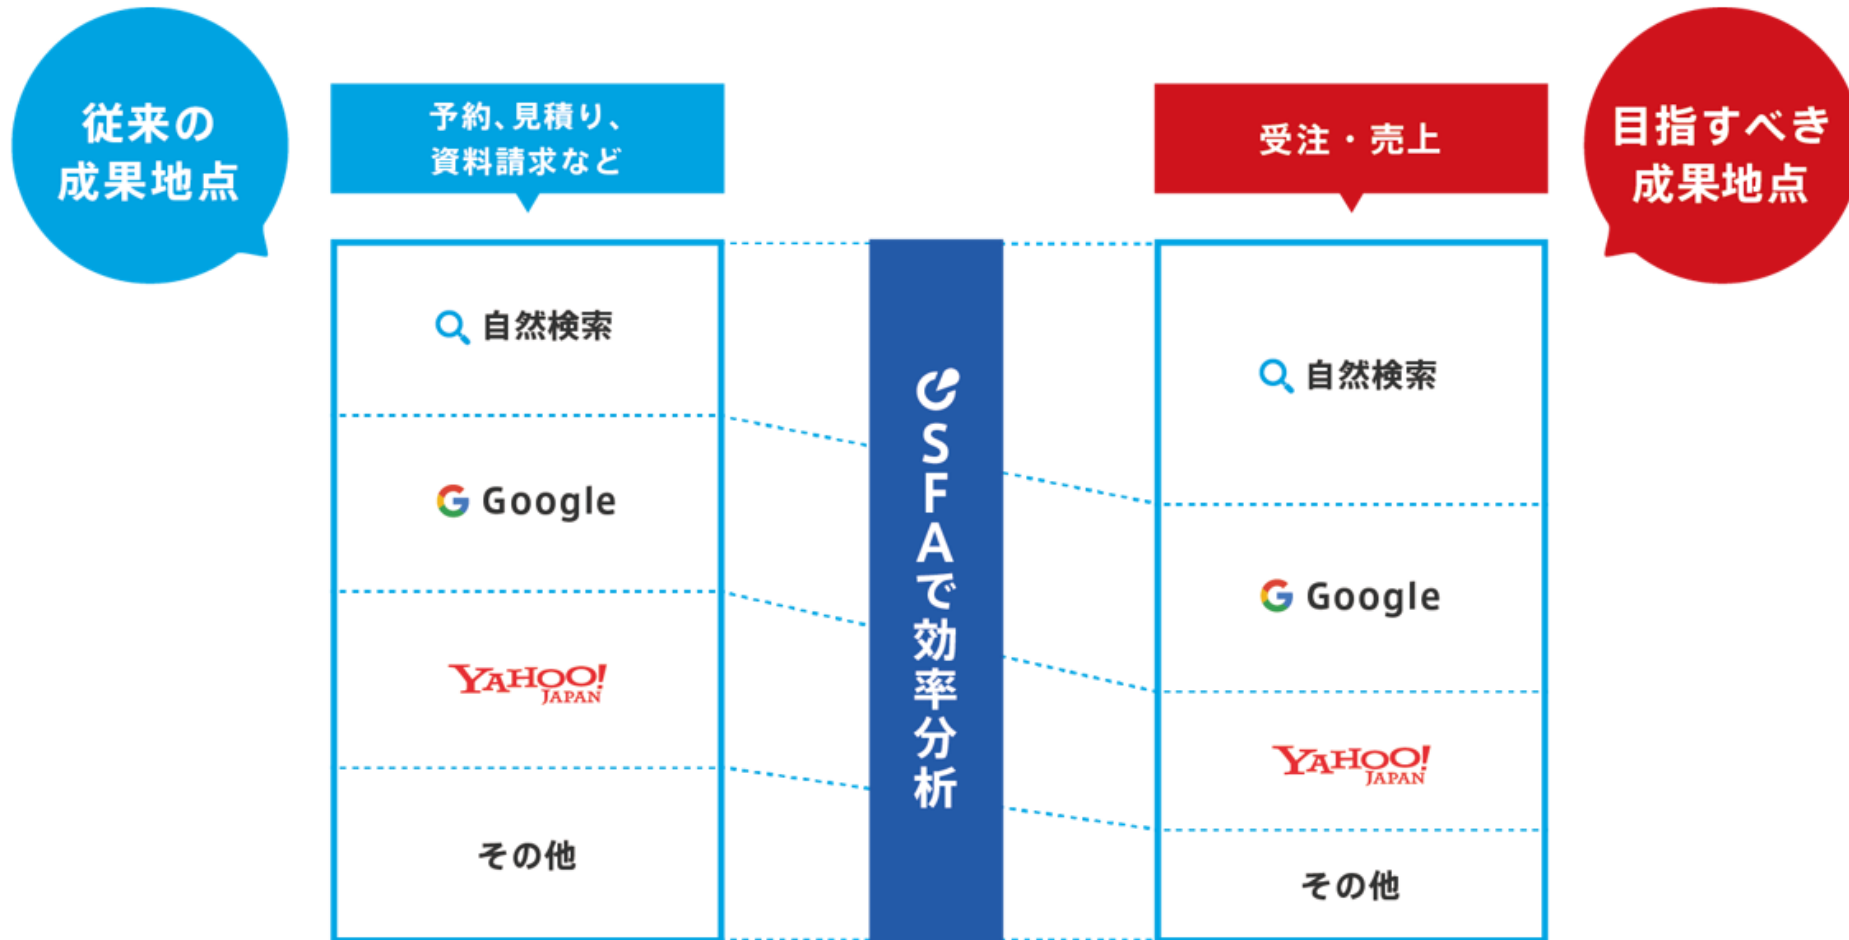 従来の
成果地点
予約、見積り、
資料請求など
受注・売上
目指すべき
成果地点
自然検索
Google
YAHOO!
JAPAN
その他
SFAで効率分析
自然検索
Google
YAHOO!
JAPAN
その他